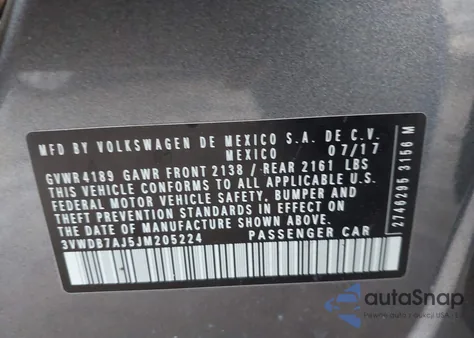 MFD BY VOLKSWAGEN DE MEXICO S.A. DE C.V.
MEXICO 07/17
GVWR4189 GAWR FRONT 2138 / REAR 2161 LBS
THIS VEHICLE CONFORMS TO ALL APPLICABLE U.S.
FEDERAL MOTOR VEHICLE SAFETY, BUMPER AND
THEFT PREVENTION STANDARDS IN EFFECT ON
THE DATE OF MANUFACTURE SHOWN ABOVE.
3VWDB7AJ5JM205224 PASSENGER CAR
2746295 3156 M
autoSnap